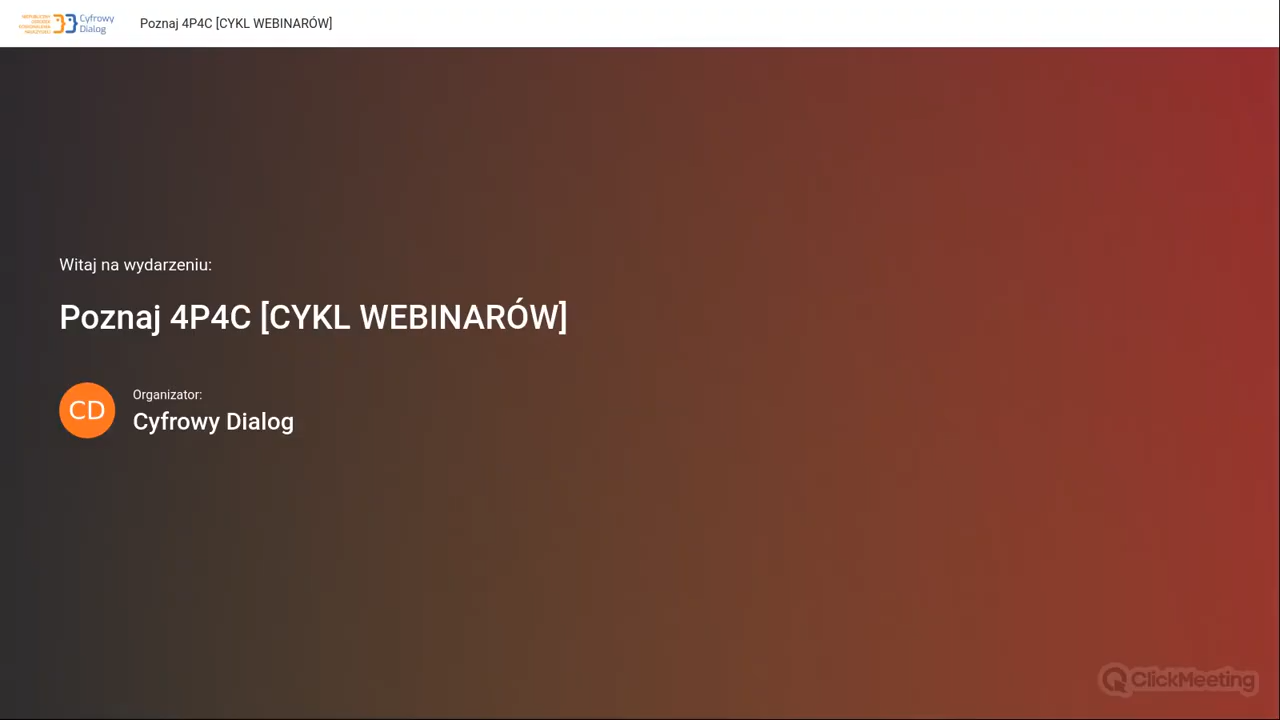 Cyfrowy
Dialog
Poznaj 4P4C [CYKL WEBINARÓW]
Witaj na wydarzeniu:
Poznaj 4P4C [CYKL WEBINARÓW]
CD
Organizator:
Cyfrowy Dialog
ClickMeeting